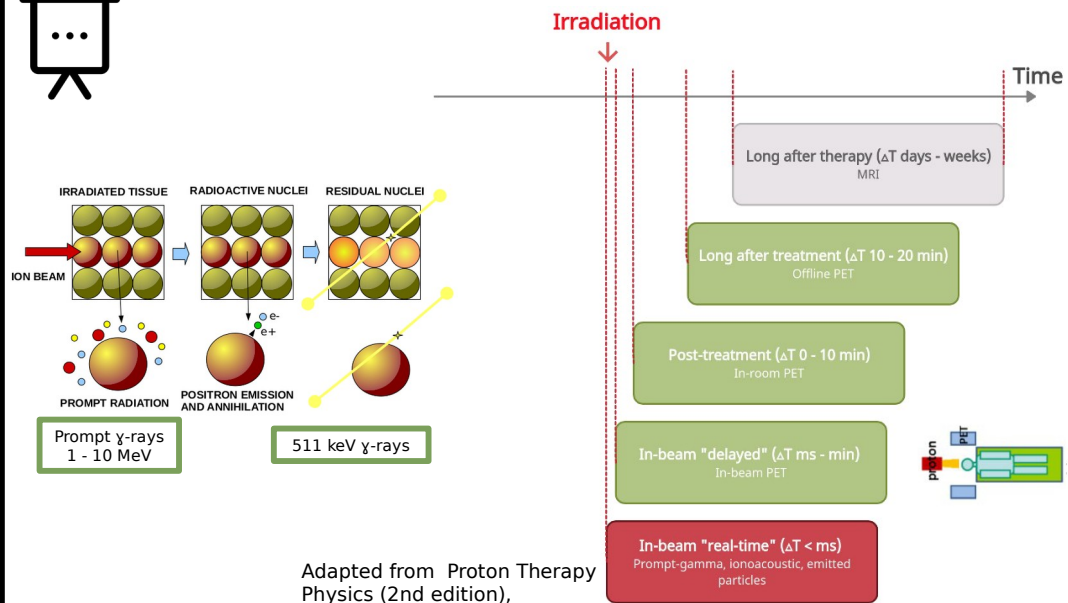 Irradiation
Time
Long after therapy (ΔT days - weeks)
MRI
IRRADIATED TISSUE
RADIOACTIVE NUCLEI
RESIDUAL NUCLEI
ION BEAM
Long after treatment (ΔT 10 - 20 min)
Offline PET
e-
e+
PROMPT RADIATION
POSITRON EMISSION
AND ANNIHILATION
Post-treatment (ΔT 0 - 10 min)
In-room PET
Prompt ɣ-rays
1 - 10 MeV
511 keV ɣ-rays
In-beam "delayed" (ΔT ms - min)
In-beam PET
proton
PET
In-beam "real-time" (ΔT < ms)
Prompt-gamma, ionoacoustic, emitted
particles
Adapted from Proton Therapy
Physics (2nd edition),